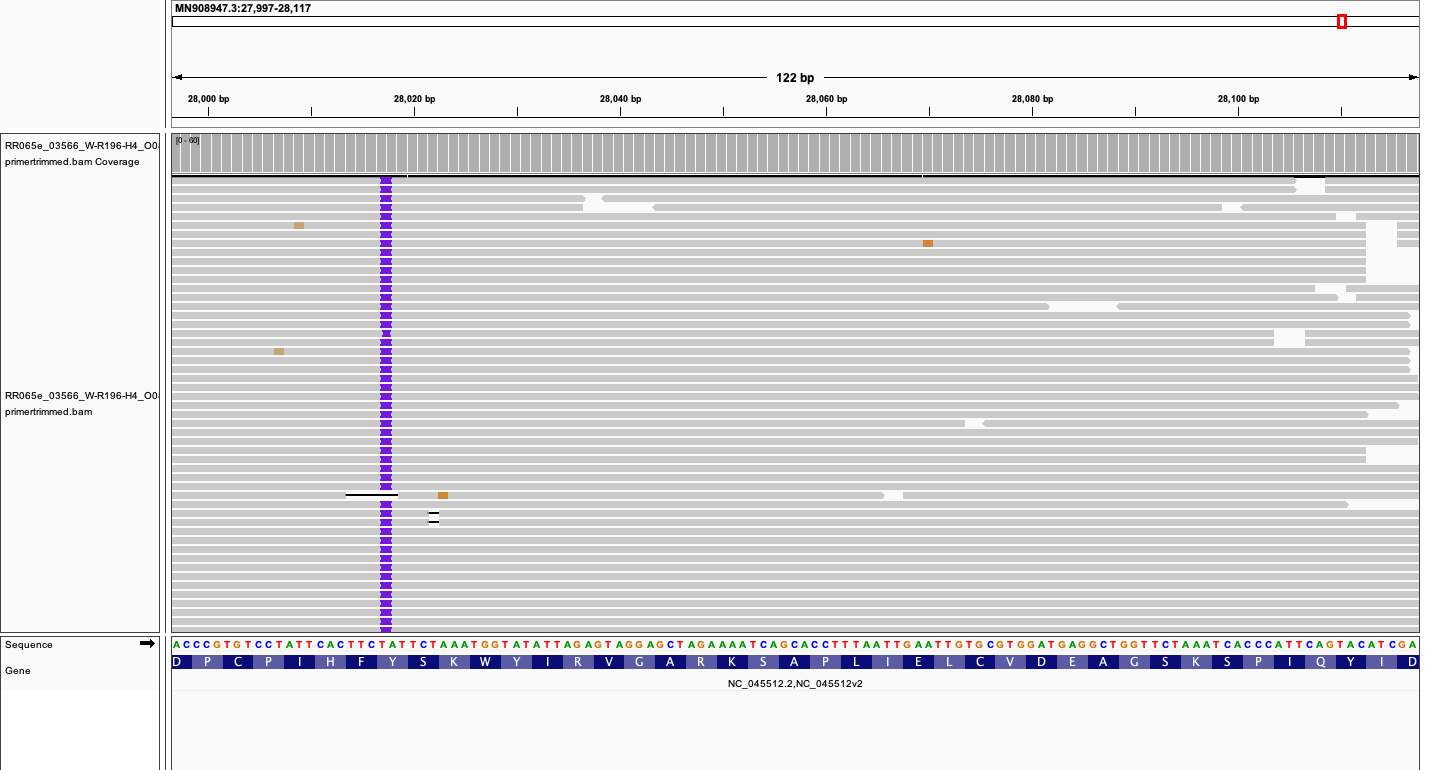 MN908947.3:27,997-28,117
122 bp
28,000 bp 28,020 bp 28,040 bp 28,060 bp 28,080 bp 28,100 bp
RR065e_03566_W-R196-H4_O0
primertrimmed.bam Coverage
[0 - 60]
RR065e_03566_W-R196-H4_O0
primertrimmed.bam
Sequence
ACCCGTGTCCTATTCACTTCTATTCTAAATGGTATATTAGAGTAGGAGCTAGAAAATCAGCACCTTTAATTGAATTGTGCGTGGATGAGGCTGGTTCTAAATCACCCATTCAGTACATCGA
Gene
D P C P I H F Y S K W Y I R V G A R K S A P L I E L C V D E A G S K S P I Q Y I D
NC_045512.2,NC_045512v2